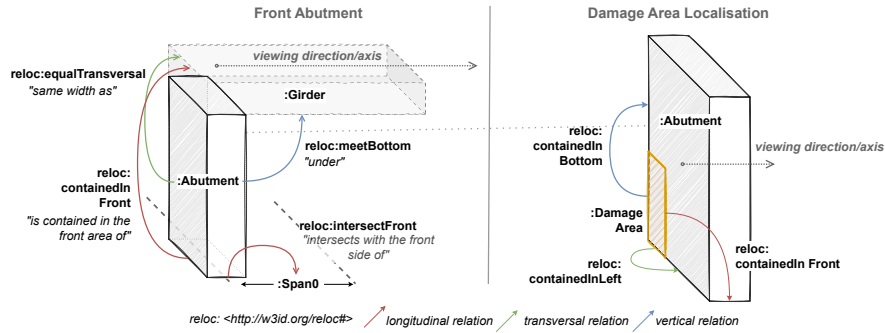 Front Abutment
Damage Area Localisation
viewing direction/axis
reloc:equalTransversal
"same width as"
:Girder
reloc:meetBottom
"under"
reloc:
containedIn
Front
"is contained in the
front area of"
:Abutment
reloc:intersectFront
"intersects with the front
side of"
:Span0
reloc:
containedIn
Bottom
:Abutment
viewing direction/axis
:Damage
Area
reloc:
containedInLeft
reloc:
containedIn Front
reloc: <http://w3id.org/reloc#>
longitudinal relation
transversal relation
vertical relation